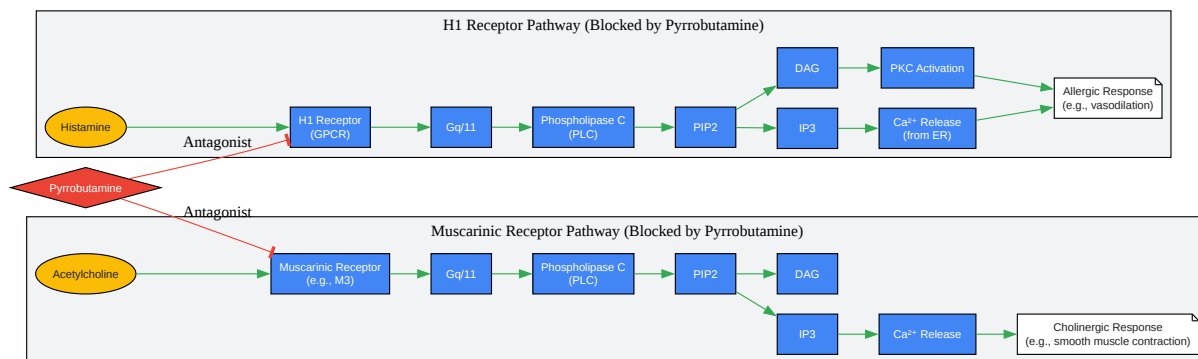 H1 Receptor Pathway (Blocked by Pyrrobutamine)
DAG
PKC Activation
Allergic Response
(e.g., vasodilation)
Histamine
H1 Receptor
(GPCR)
Gq/11
Phospholipase C
(PLC)
PIP2
IP3
Ca²⁺ Release
(from ER)
Antagonist
Pyrrobutamine
Antagonist
Muscarinic Receptor Pathway (Blocked by Pyrrobutamine)
Acetylcholine
Muscarinic Receptor
(e.g., M3)
Gq/11
Phospholipase C
(PLC)
PIP2
DAG
IP3
Ca²⁺ Release
Cholinergic Response
(e.g., smooth muscle contraction)